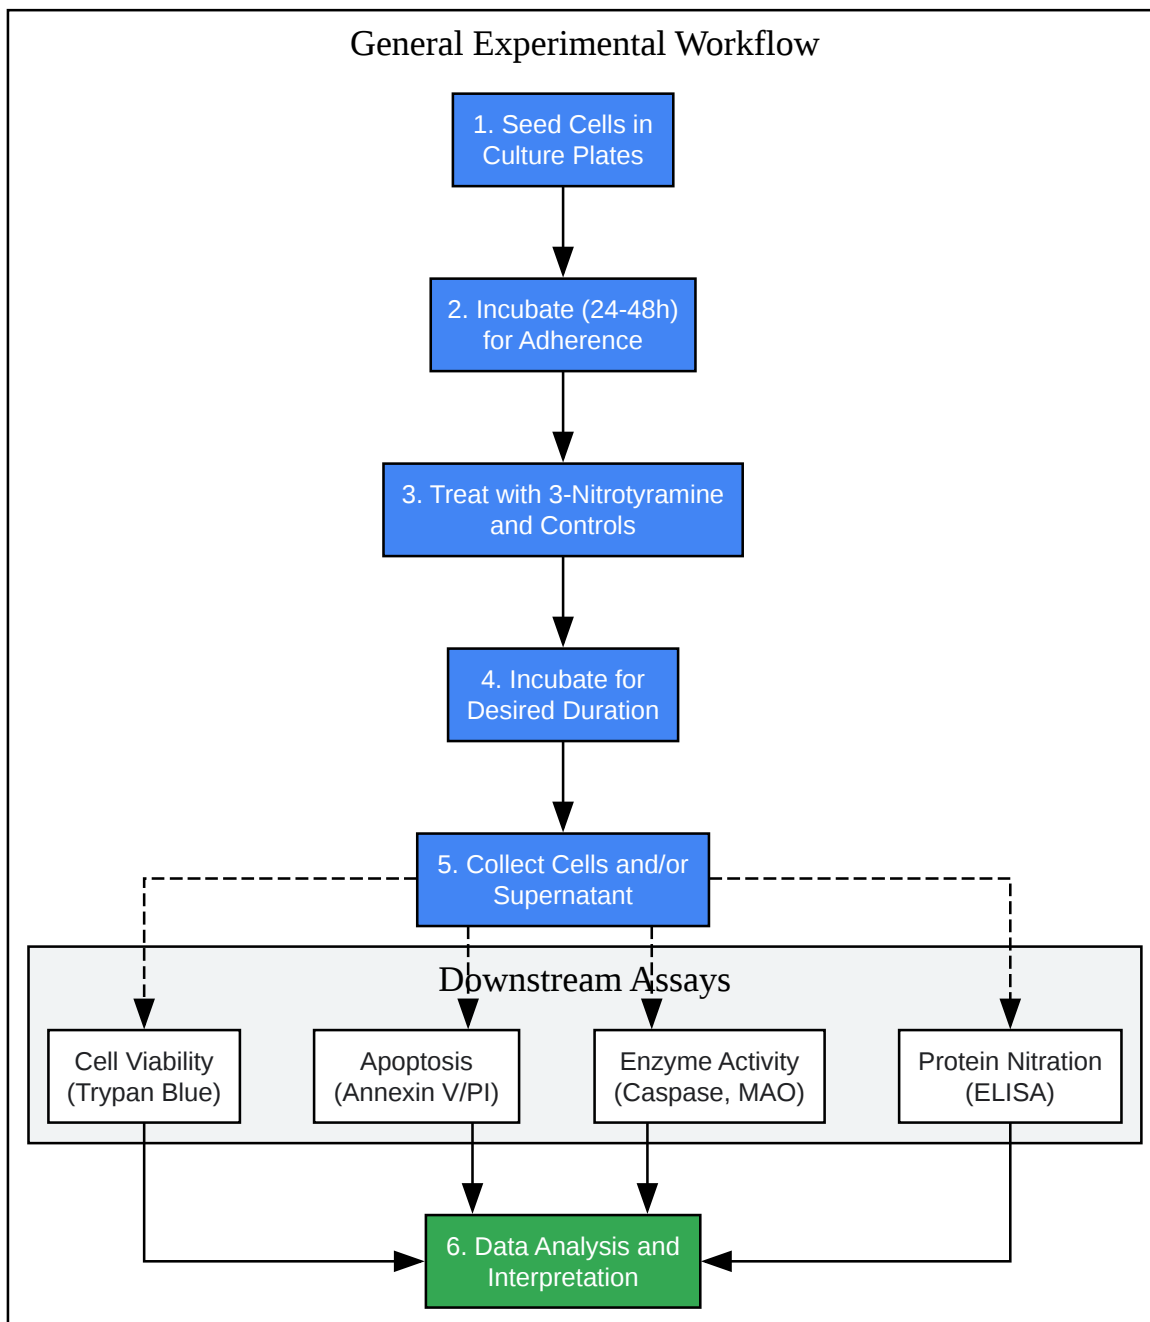 General Experimental Workflow
1. Seed Cells in
Culture Plates
2. Incubate (24-48h)
for Adherence
3. Treat with 3-Nitrotyramine
and Controls
4. Incubate for
Desired Duration
5. Collect Cells and/or
Supernatant
Downstream Assays
Cell Viability
(Trypan Blue)
Apoptosis
(Annexin V/PI)
Enzyme Activity
(Caspase, MAO)
Protein Nitration
(ELISA)
6. Data Analysis and
Interpretation